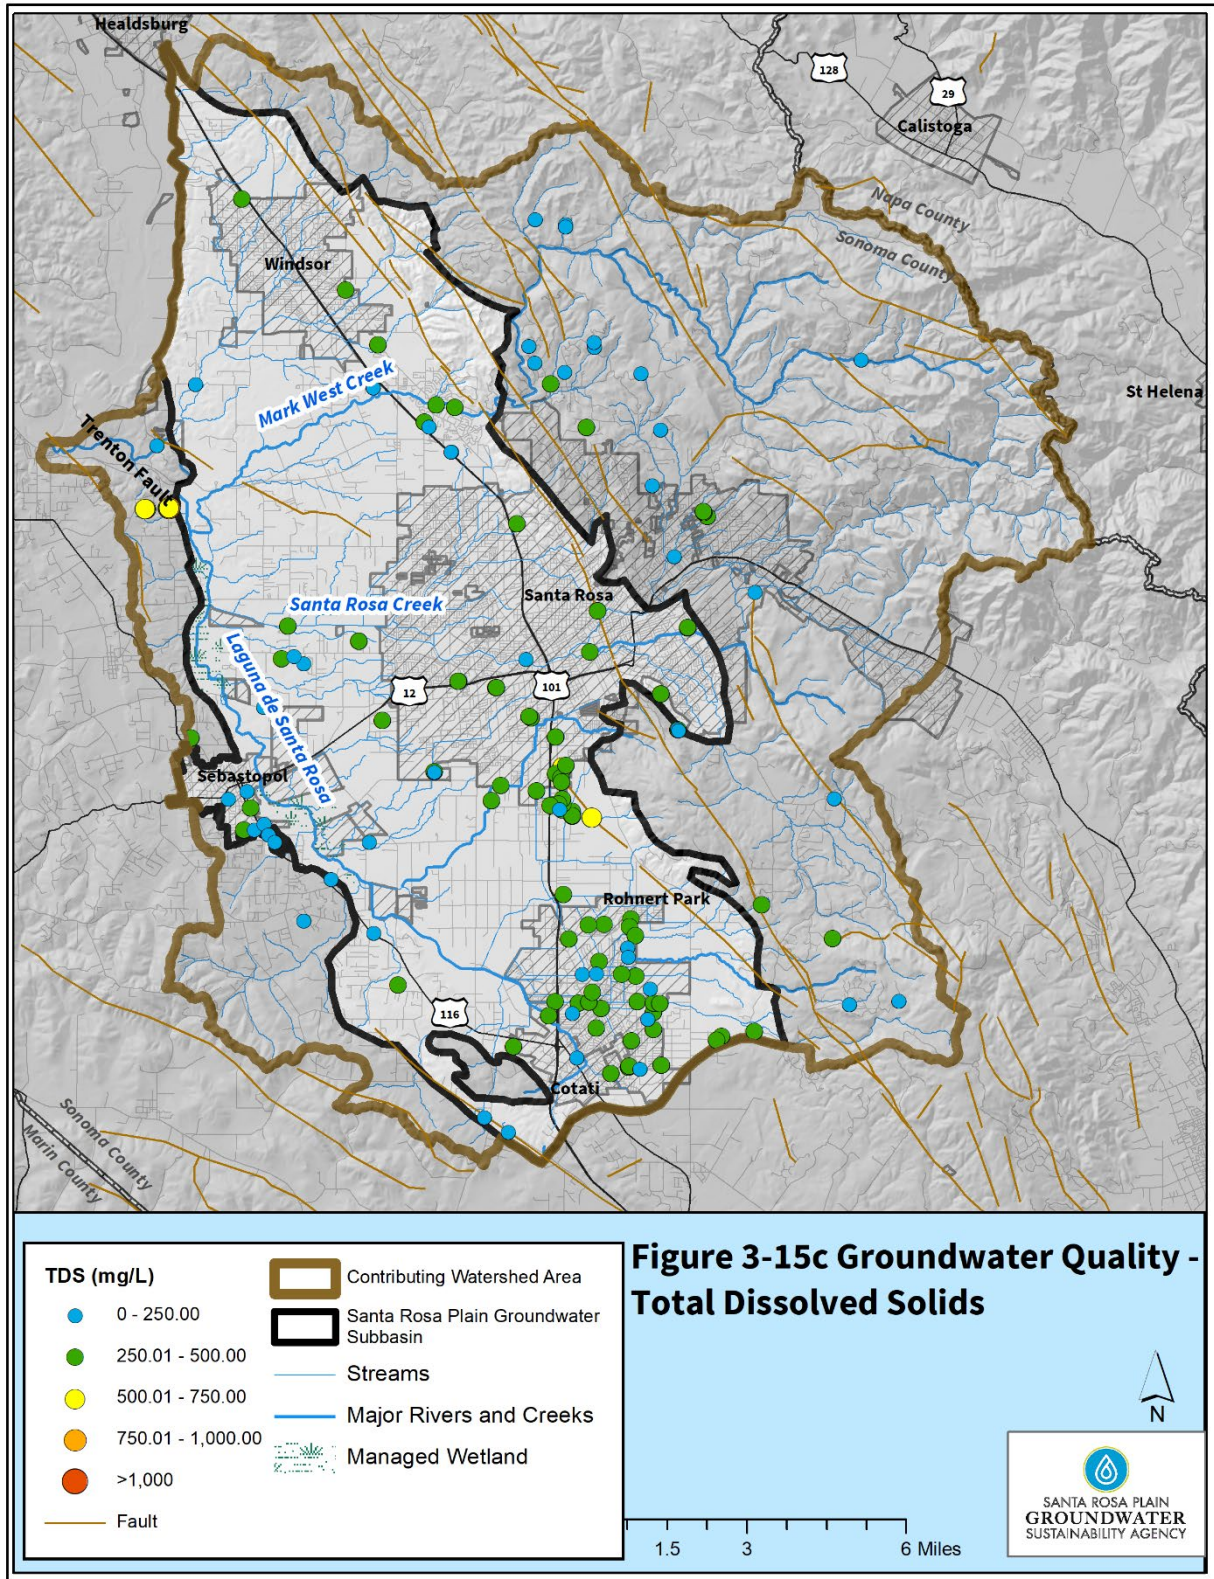 Healdsburg
128
29
Calistoga
Napa County
Sonoma County
Windsor
St Helena
Mark West Creek
Trenton Fault
Santa Rosa
Santa Rosa Creek
Laguna de Santa Rosa
12
101
Sebastopol
Rohnert Park
116
Cotati
Sonoma County
Marin County
Figure 3-15c Groundwater Quality -
Total Dissolved Solids
TDS (mg/L)
0 - 250.00
250.01 - 500.00
500.01 - 750.00
750.01 - 1,000.00
>1,000
Fault
Contributing Watershed Area
Santa Rosa Plain Groundwater
Subbasin
Streams
Major Rivers and Creeks
Managed Wetland
N
1.5 3 6 Miles
SANTA ROSA PLAIN
GROUNDWATER
SUSTAINABILITY AGENCY